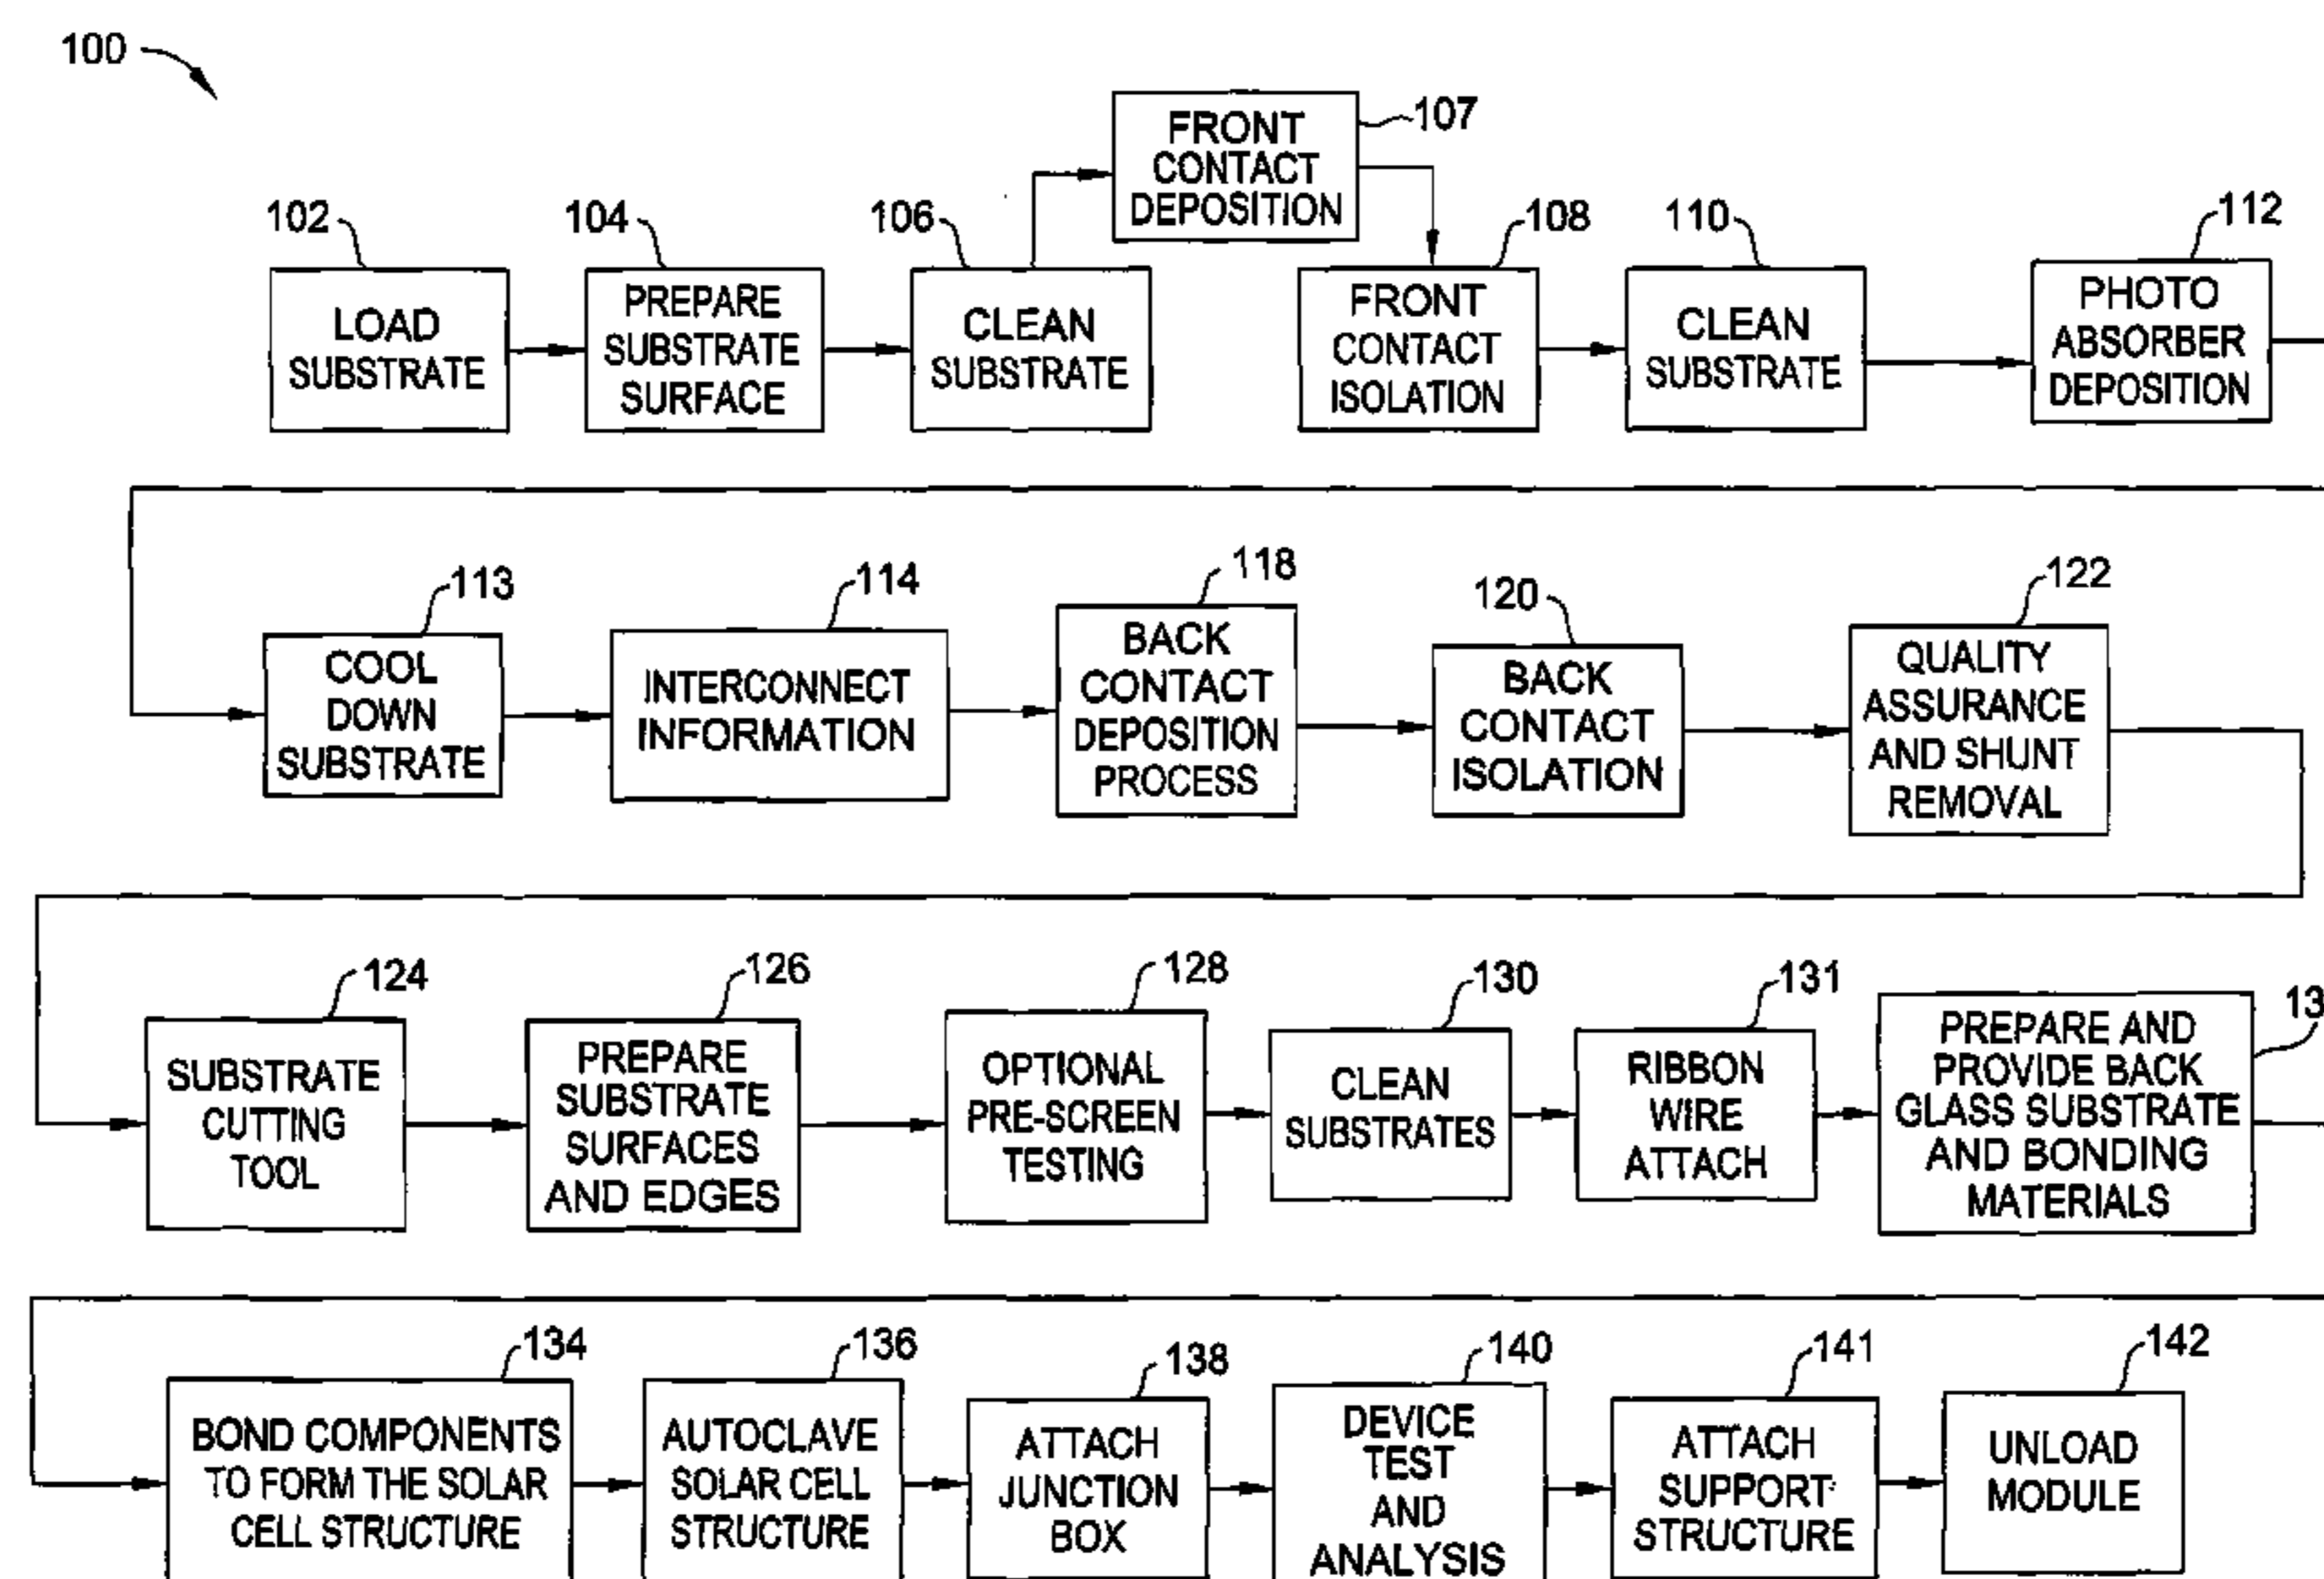 100
107
FRONT
CONTACT
DEPOSITION
102
LOAD
SUBSTRATE
104
PREPARE
SUBSTRATE
SURFACE
106
CLEAN
SUBSTRATE
108
FRONT
CONTACT
ISOLATION
110
CLEAN
SUBSTRATE
112
PHOTO
ABSORBER
DEPOSITION
113
COOL
DOWN
SUBSTRATE
114
INTERCONNECT
INFORMATION
118
BACK
CONTACT
DEPOSITION
PROCESS
120
BACK
CONTACT
ISOLATION
122
QUALITY
ASSURANCE
AND SHUNT
REMOVAL
124
SUBSTRATE
CUTTING
TOOL
126
PREPARE
SUBSTRATE
SURFACES
AND EDGES
128
OPTIONAL
PRE-SCREEN
TESTING
130
CLEAN
SUBSTRATES
131
RIBBON
WIRE
ATTACH
PREPARE AND
PROVIDE BACK
GLASS SUBSTRATE
AND BONDING
MATERIALS
134
BOND COMPONENTS
TO FORM THE SOLAR
CELL STRUCTURE
136
AUTOCLAVE
SOLAR CELL
STRUCTURE
138
ATTACH
JUNCTION
BOX
140
DEVICE
TEST
AND
ANALYSIS
141
ATTACH
SUPPORT
STRUCTURE
142
UNLOAD
MODULE